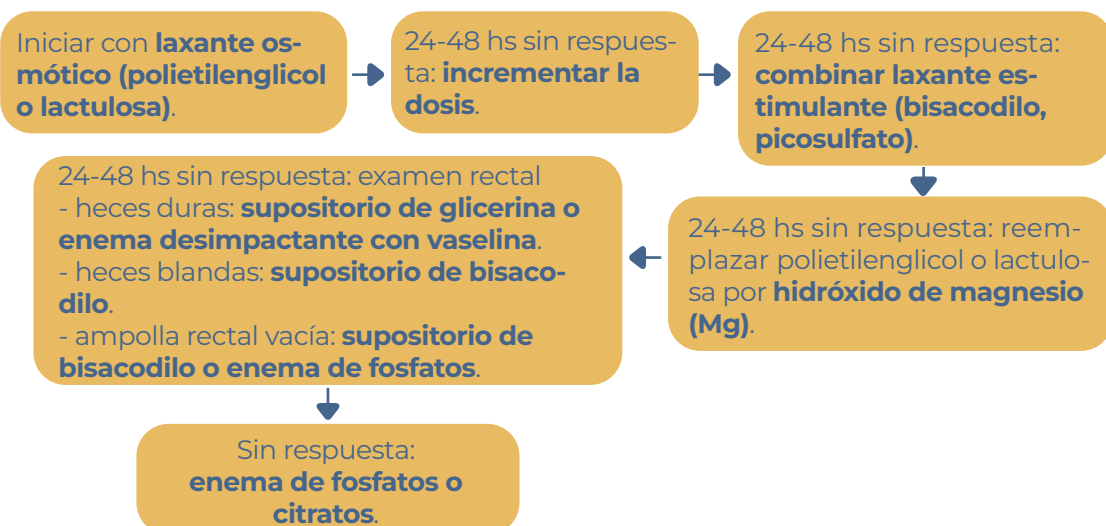 Iniciar con laxante os-
mótico (polietilenglicol
o lactulosa).
24-48 hs sin respues-
ta: incrementar la
dosis.
24-48 hs sin respuesta:
combinar laxante es-
timulante (bisacodilo,
picosulfato).
24-48 hs sin respuesta: reem-
plazar polietilenglicol o lactulo-
sa por hidróxido de magnesio
(Mg).
24-48 hs sin respuesta: examen rectal
- heces duras: supositorio de glicerina o
enema desimpactante con vaselina.
- heces blandas: supositorio de bisaco-
dilo.
- ampolla rectal vacía: supositorio de
bisacodilo o enema de fosfatos.
Sin respuesta:
enema de fosfatos o
citratos.